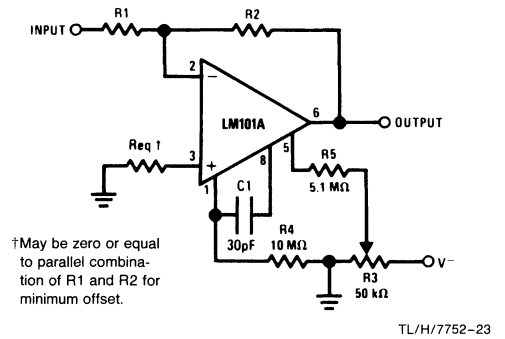 R1
R2
INPUT
2
−
LM101A
6
OUTPUT
Req †
3
+
5
8
1
R5
5.1 MΩ
C1
30pF
R4
10 MΩ
V−
R3
50 kΩ
†May be zero or equal
to parallel combina-
tion of R1 and R2 for
minimum offset.
TL/H/7752–23